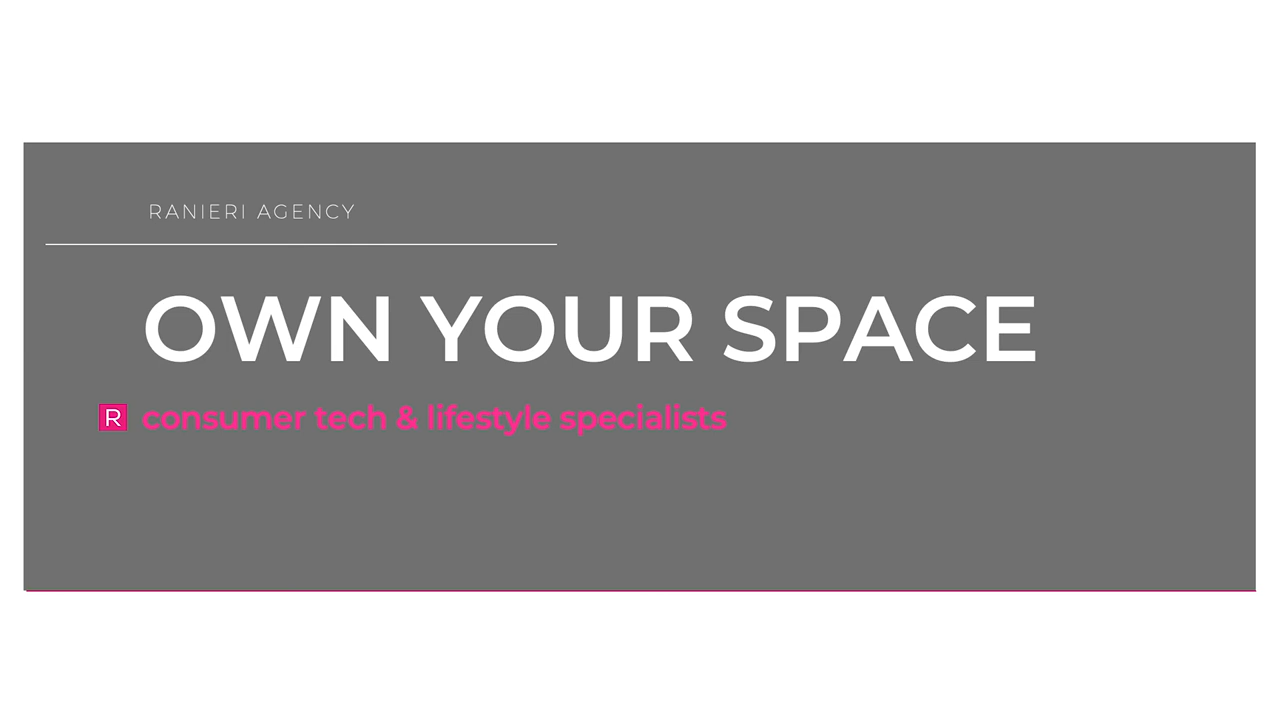 RANIERI AGENCY
OWN YOUR SPACE
R consumer tech & lifestyle specialists